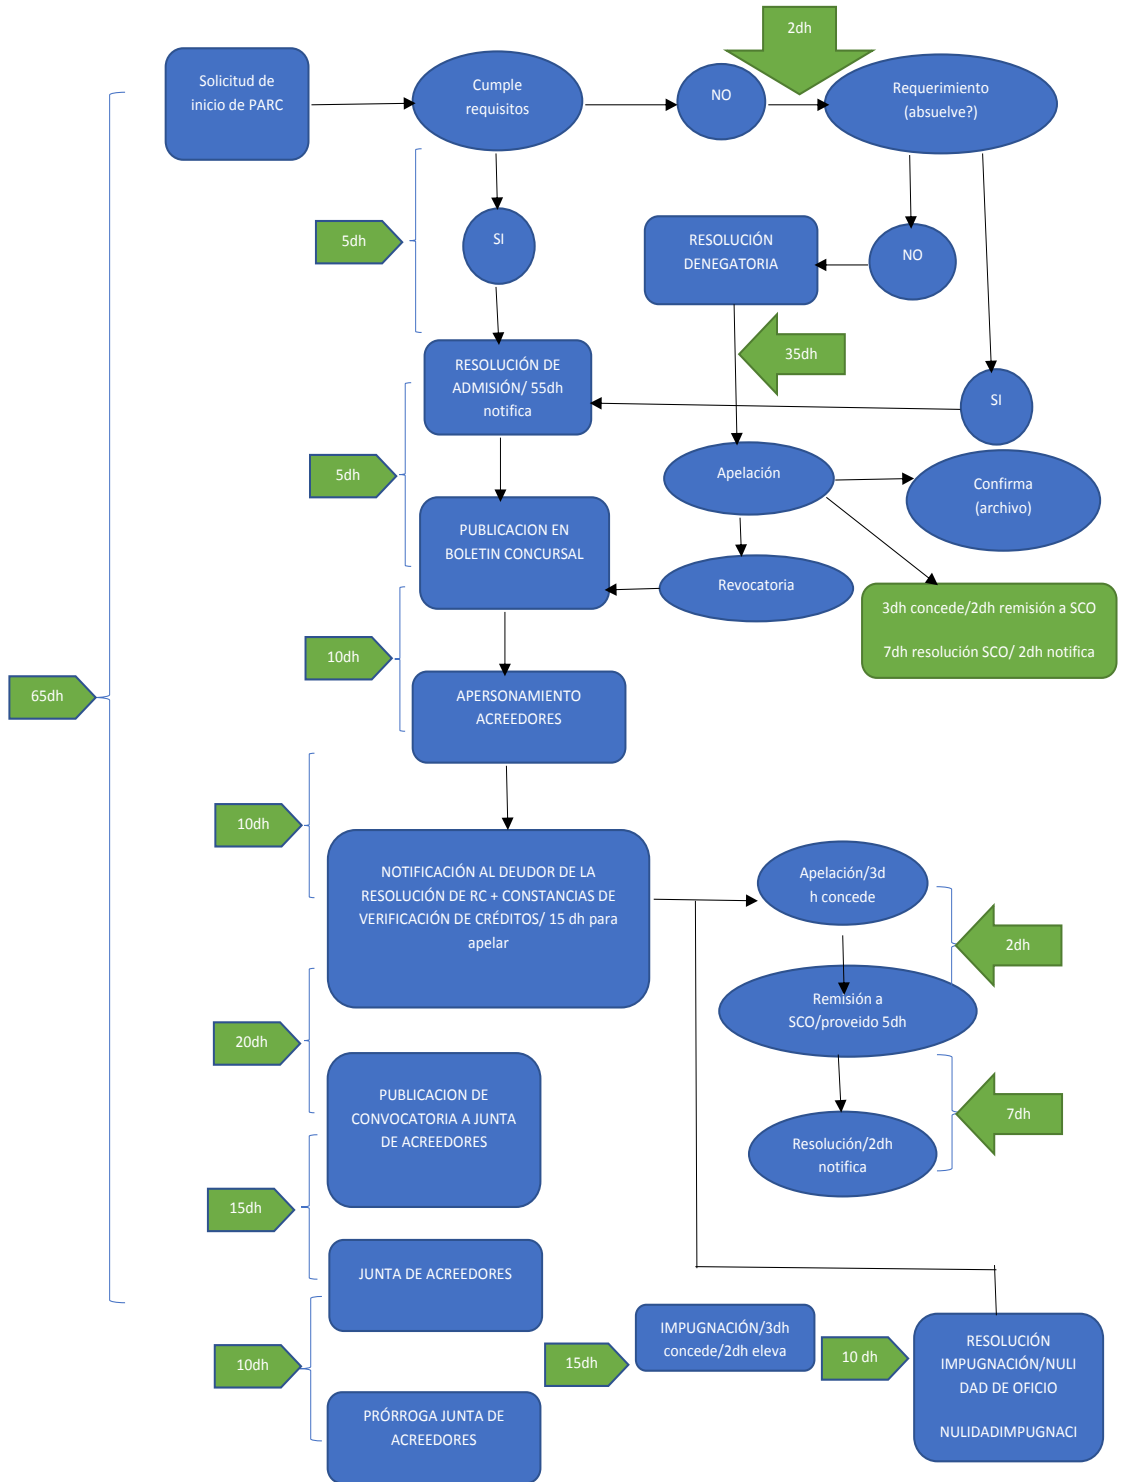 2dh
Solicitud de
inicio de PARC
Cumple
requisitos
NO
Requerimiento
(absuelve?)
5dh
SI
RESOLUCIÓN
DENEGATORIA
NO
35dh
RESOLUCIÓN DE
ADMISIÓN/ 55dh
notifica
SI
5dh
Apelación
Confirma
(archivo)
PUBLICACION EN
BOLETIN CONCURSAL
Revocatoria
3dh concede/2dh remisión a SCO
7dh resolución SCO/ 2dh notifica
10dh
65dh
APERSONAMIENTO
ACREEDORES
10dh
NOTIFICACIÓN AL DEUDOR DE LA
RESOLUCIÓN DE RC + CONSTANCIAS DE
VERIFICACIÓN DE CRÉDITOS/ 15 dh para
apelar
Apelación/3d
h concede
2dh
Remisión a
SCO/proveido 5dh
20dh
PUBLICACION DE
CONVOCATORIA A JUNTA
DE ACREEDORES
7dh
Resolución/2dh
notifica
15dh
JUNTA DE ACREEDORES
IMPUGNACIÓN/3dh
concede/2dh eleva
10dh
15dh
10 dh
RESOLUCIÓN
IMPUGNACIÓN/NULI
DAD DE OFICIO
NULIDADIMPUGNACI
PRÓRROGA JUNTA DE
ACREEDORES